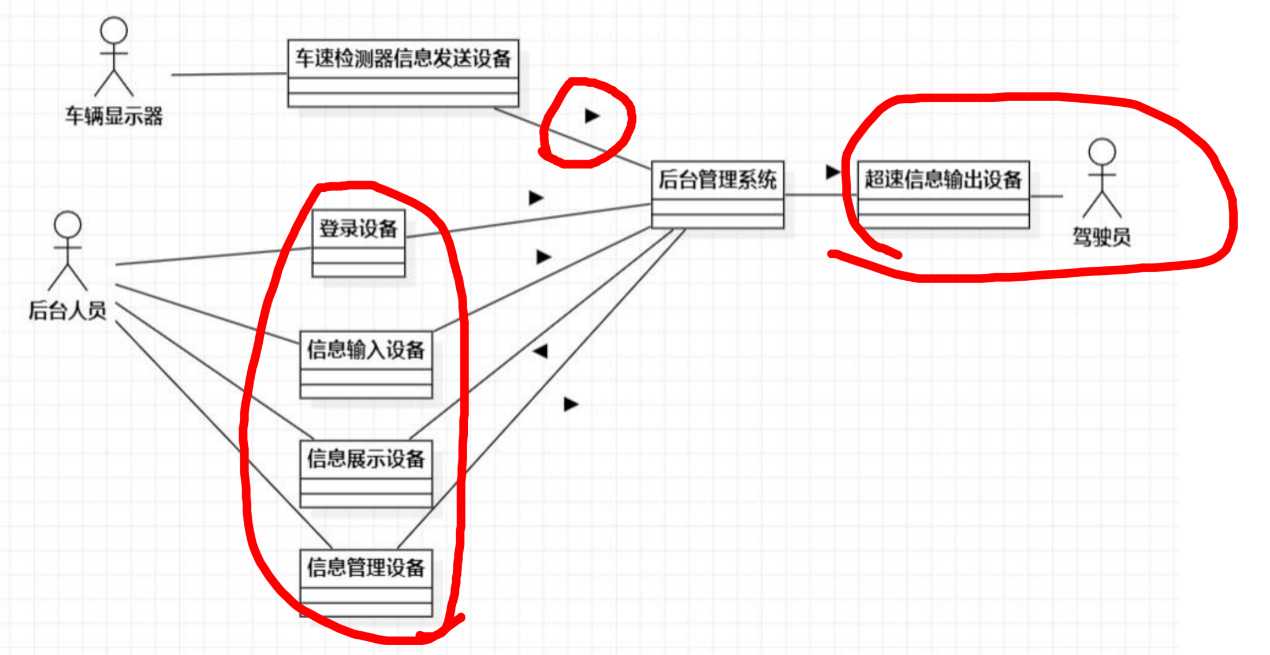 车速检测器信息发送设备
车辆显示器
后台管理系统
超速信息输出设备
驾驶员
登录设备
后台人员
信息输入设备
信息展示设备
信息管理设备